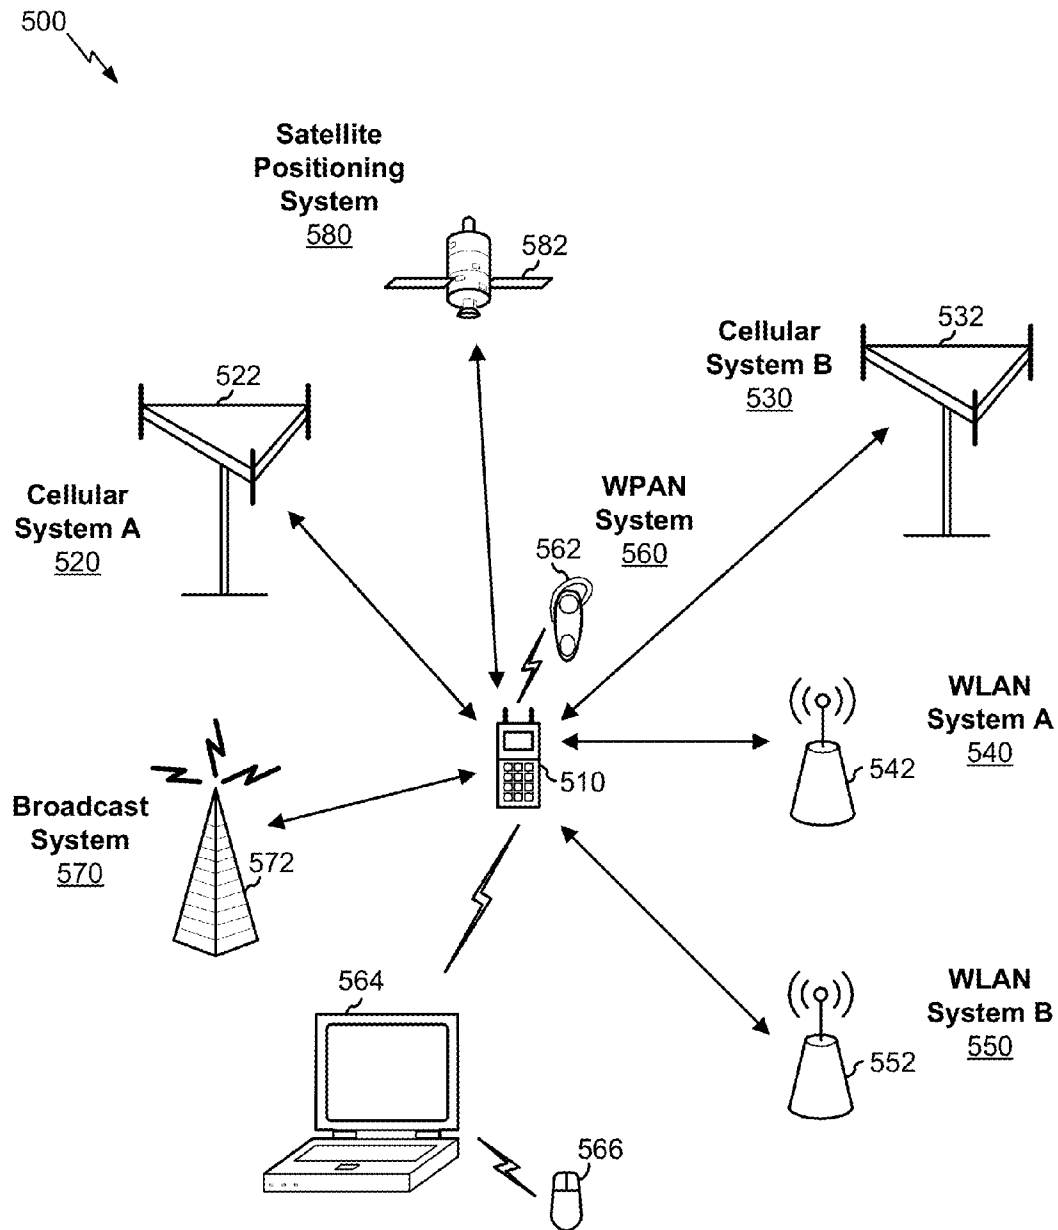 500
Satellite
Positioning
System
580
582
Cellular
System B
530
532
522
Cellular
System A
520
WPAN
System
560
562
WLAN
System A
540
542
510
Broadcast
System
570
572
564
WLAN
System B
550
552
566